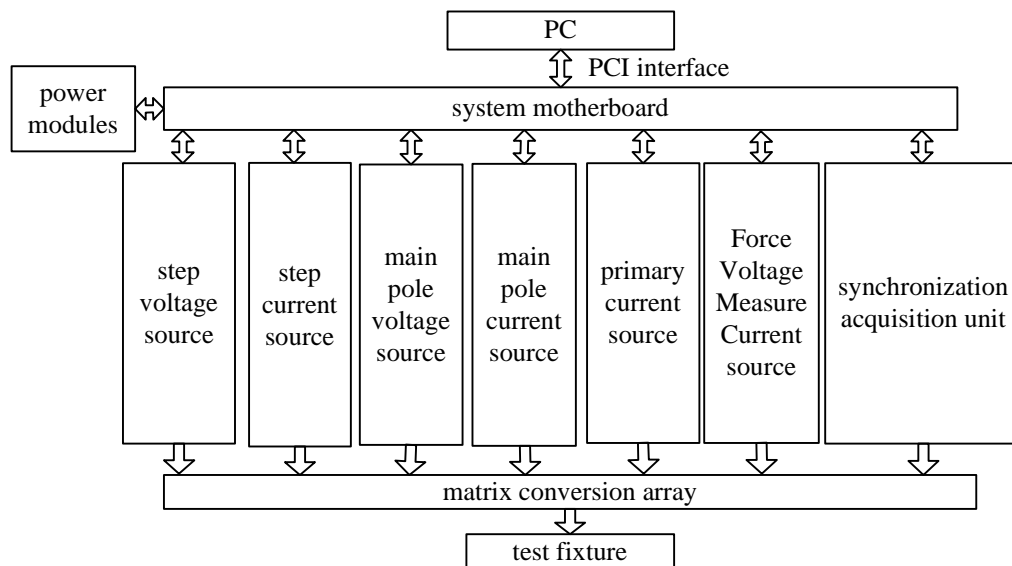 PC
PCI interface
power
modules
system motherboard
step
voltage
source
step
current
source
main
pole
voltage
source
main
pole
current
source
primary
current
source
Force
Voltage
Measure
Current
source
synchronization
acquisition unit
matrix conversion array
test fixture